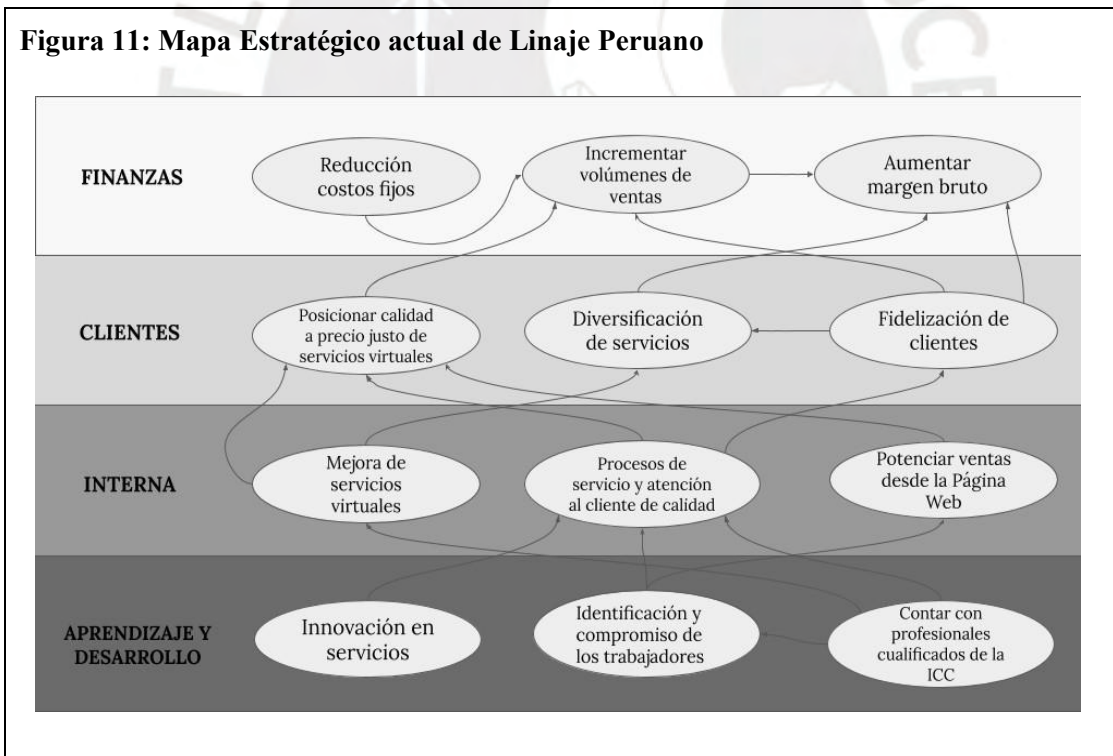 Figura 11: Mapa Estratégico actual de Linaje Peruano
FINANZAS
Reducción
costos fijos
Incrementar
volúmenes de
ventas
Aumentar
margen bruto
CLIENTES
Posicionar calidad
a precio justo de
servicios virtuales
Diversificación
de servicios
Fidelización de
clientes
INTERNA
Mejora de
servicios
virtuales
Procesos de
servicio y atención
al cliente de calidad
Potenciar ventas
desde la Página
Web
APRENDIZAJE Y
DESARROLLO
Innovación en
servicios
Identificación y
compromiso de
los trabajadores
Contar con
profesionales
cualificados de la
ICC